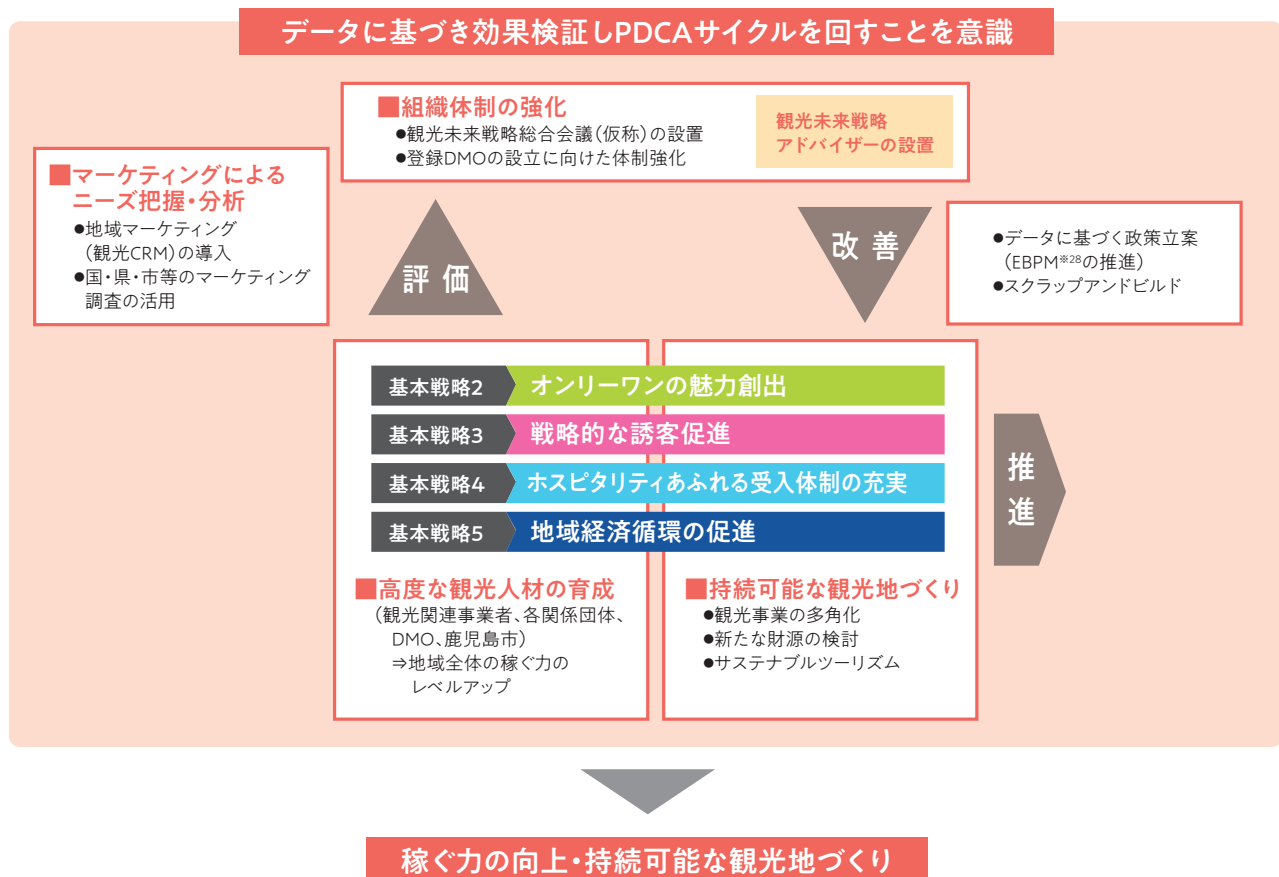 データに基づき効果検証しPDCAサイクルを回すことを意識
■組織体制の強化
●観光未来戦略総合会議(仮称)の設置
●登録DMOの設立に向けた体制強化
観光未来戦略
アドバイザーの設置
■マーケティングによる
ニーズ把握・分析
●地域マーケティング
(観光CRM)の導入
●国・県・市等のマーケティング
調査の活用
評価
改善
●データに基づく政策立案
(EBPM※28の推進)
●スクラップアンドビルド
基本戦略2 オンリーワンの魅力創出
基本戦略3 戦略的な誘客促進
基本戦略4 ホスピタリティあふれる受入体制の充実
基本戦略5 地域経済循環の促進
推進
■高度な観光人材の育成
(観光関連事業者、各関係団体、
DMO、鹿児島市)
⇒地域全体の稼ぐ力の
レベルアップ
■持続可能な観光地づくり
●観光事業の多角化
●新たな財源の検討
●サステナブルツーリズム
稼ぐ力の向上・持続可能な観光地づくり